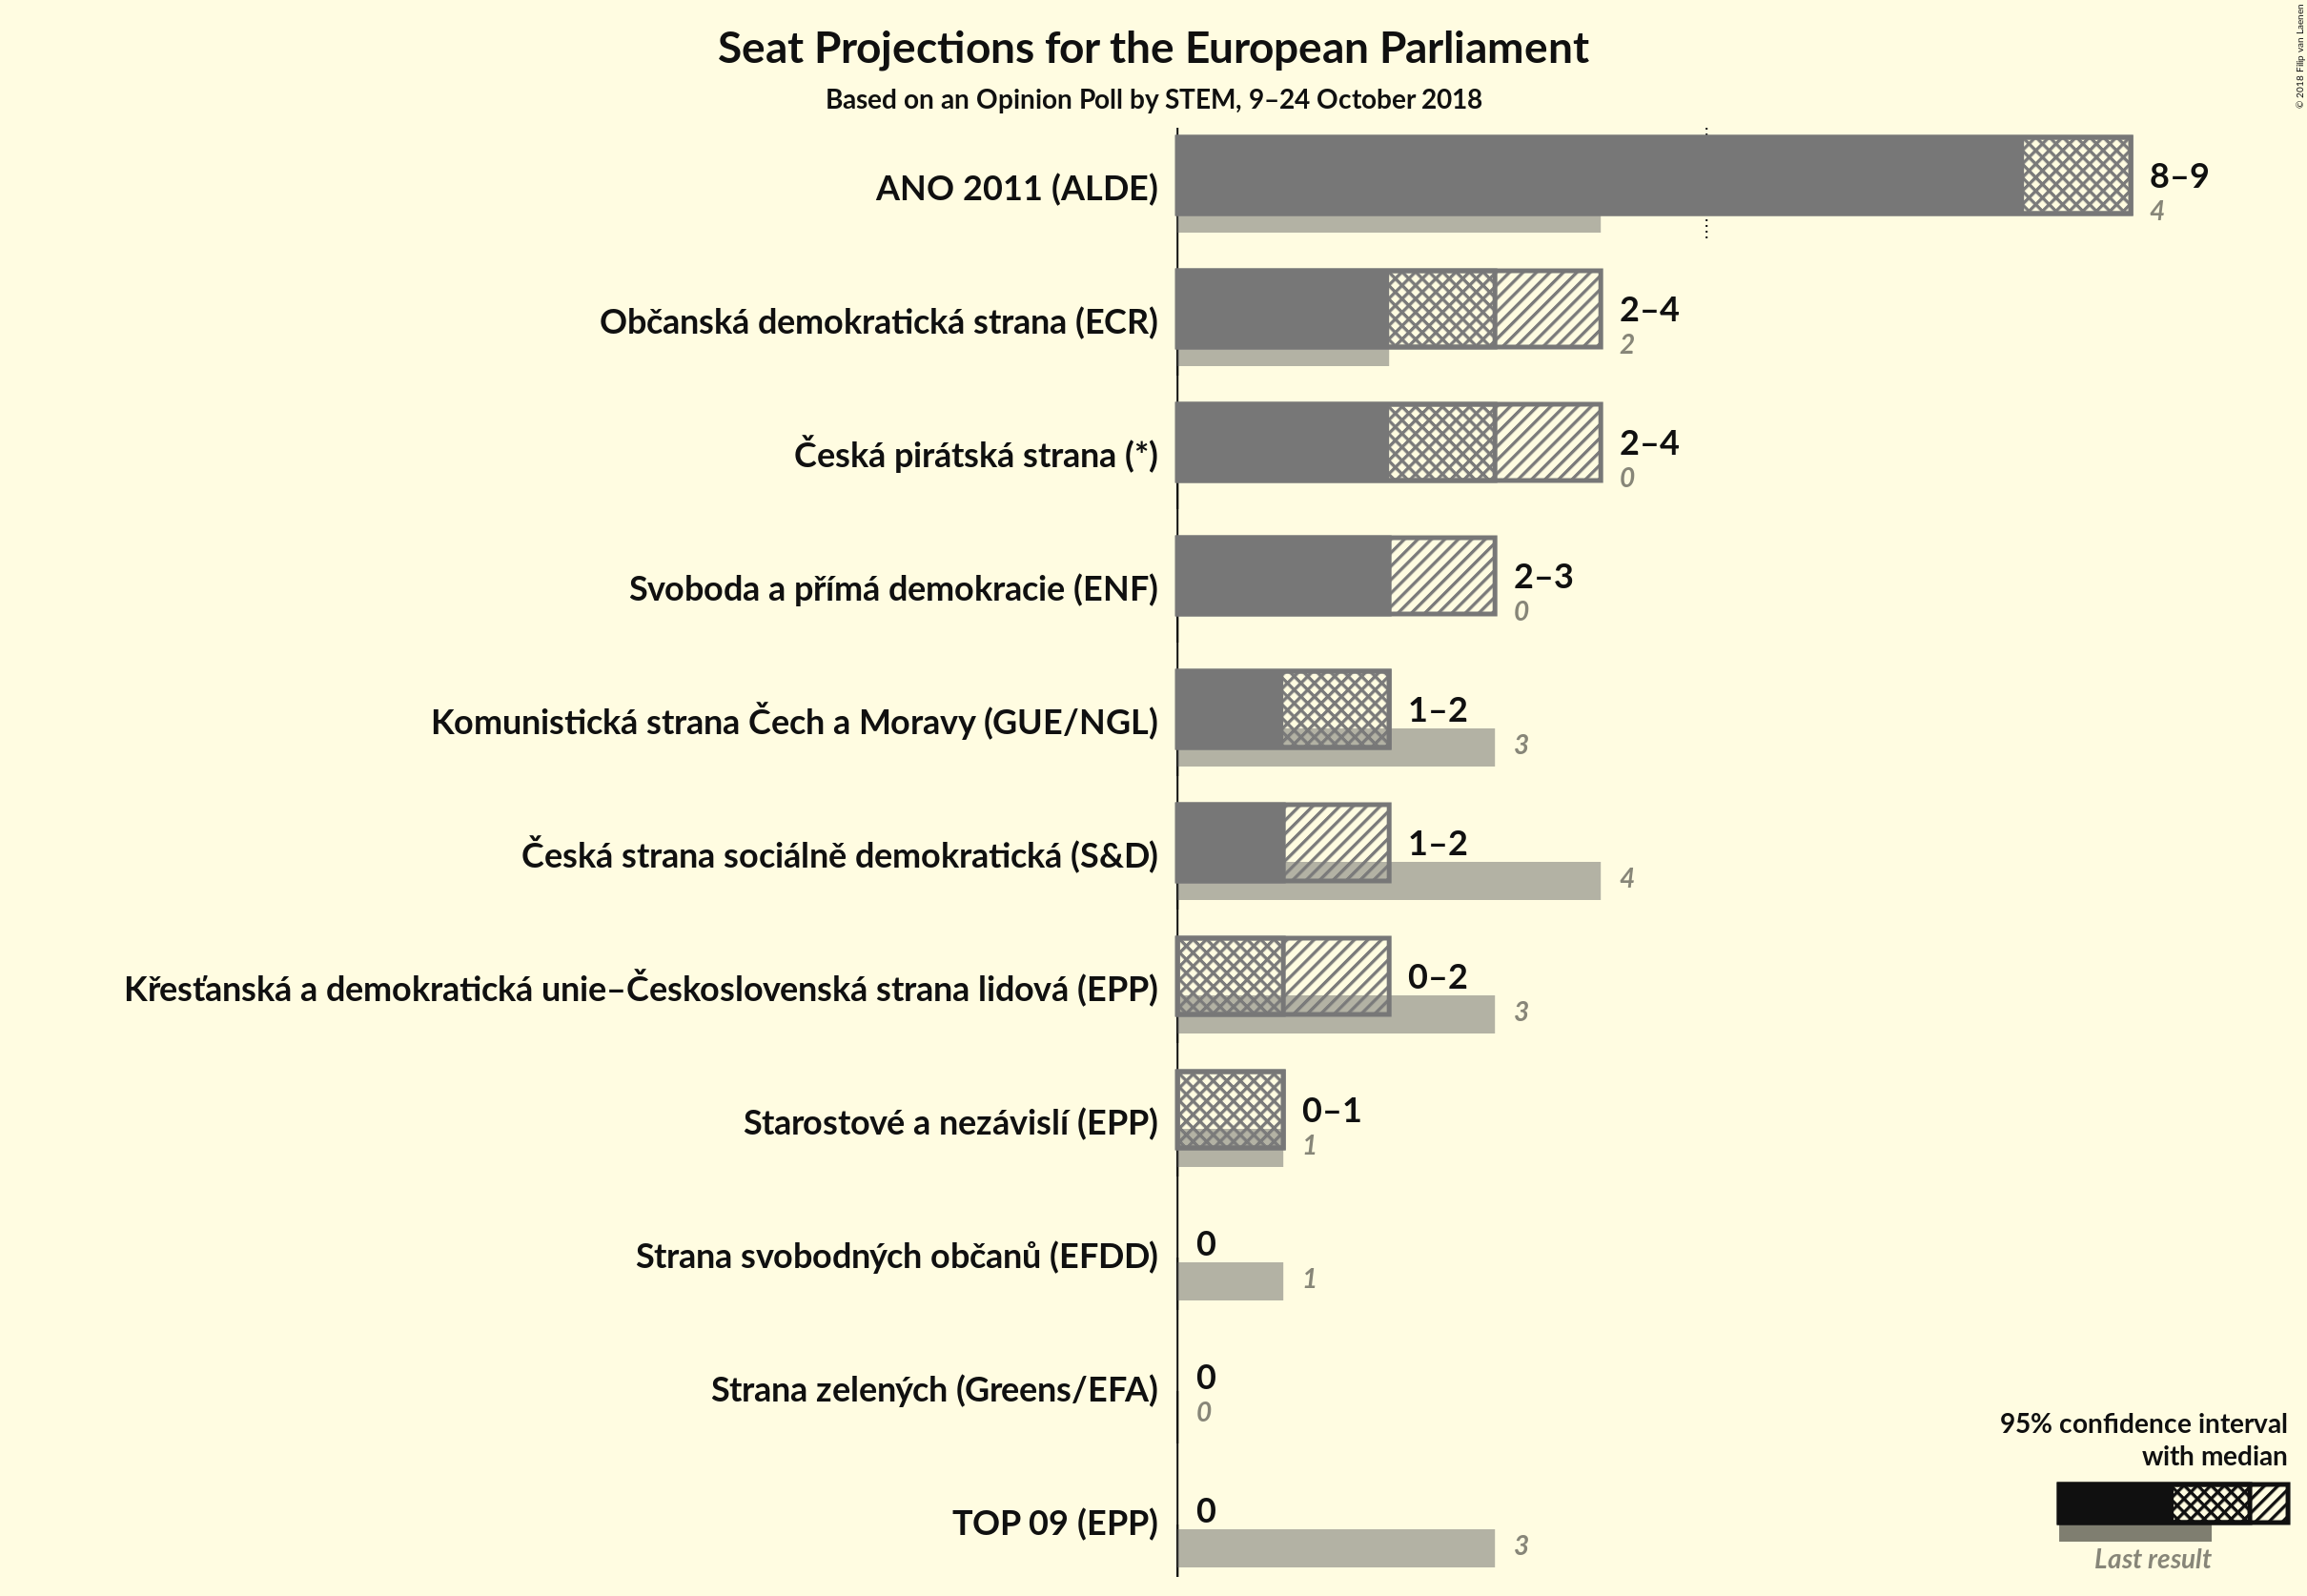 Seat Projections for the European Parliament
Based on an Opinion Poll by STEM, 9–24 October 2018
© 2018 Filip van Laenen
ANO 2011 (ALDE)
8–9
4
Občanská demokratická strana (ECR)
2–4
2
Česká pirátská strana (*)
2–4
0
Svoboda a přímá demokracie (ENF)
2–3
0
Komunistická strana Čech a Moravy (GUE/NGL)
1–2
3
Česká strana sociálně demokratická (S&D)
1–2
4
Křesťanská a demokratická unie–Československá strana lidová (EPP)
0–2
3
Starostové a nezávislí (EPP)
0–1
1
Strana svobodných občanů (EFDD)
0
1
Strana zelených (Greens/EFA)
0
0
TOP 09 (EPP)
0
3
95% confidence interval
with median
Last result